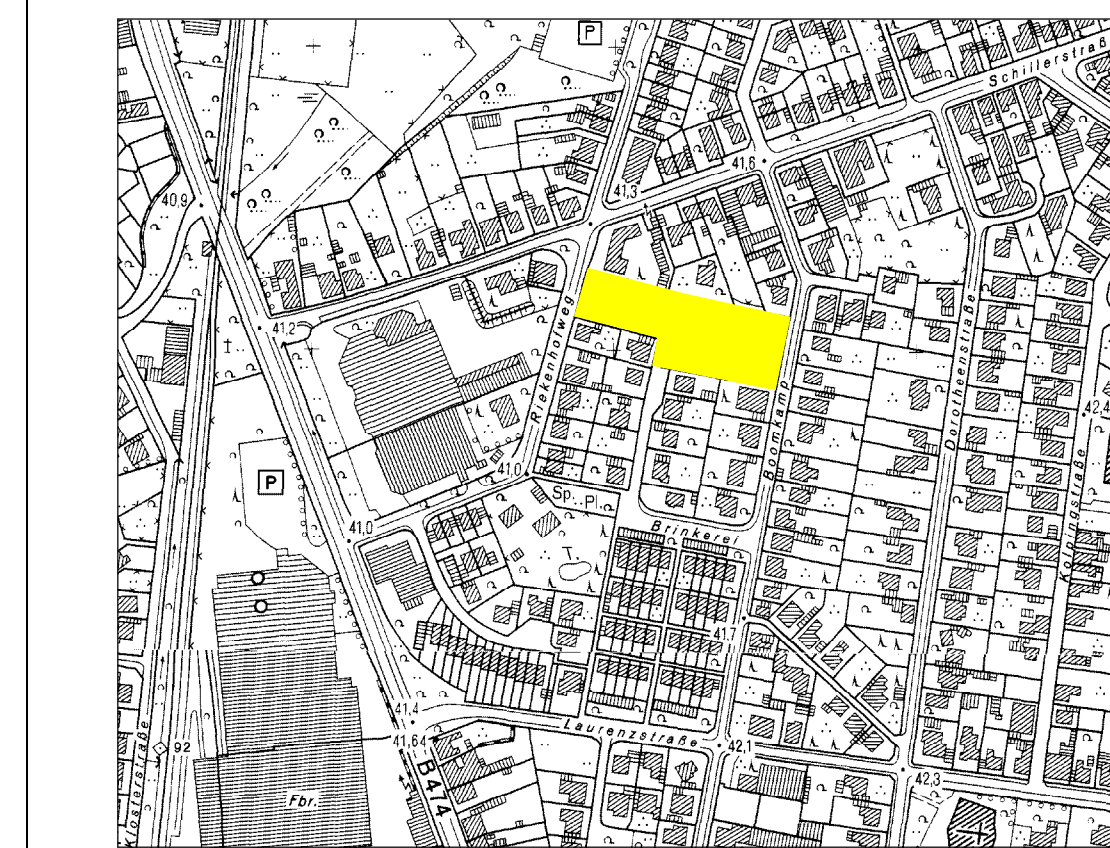 P
Schillerstraß
41,6
41,3
40,9
41,2
Riekenhofweg
Boomkamp
Dorotheenstraße
42,4
Kolpingstraße
41,0
P
Sp. Pl.
41,0
Brinkerei
T.
41,7
41,4
Laurenzstraße
41,64
42,1
92
B474
42,3
Klosterstraße
Fbr.